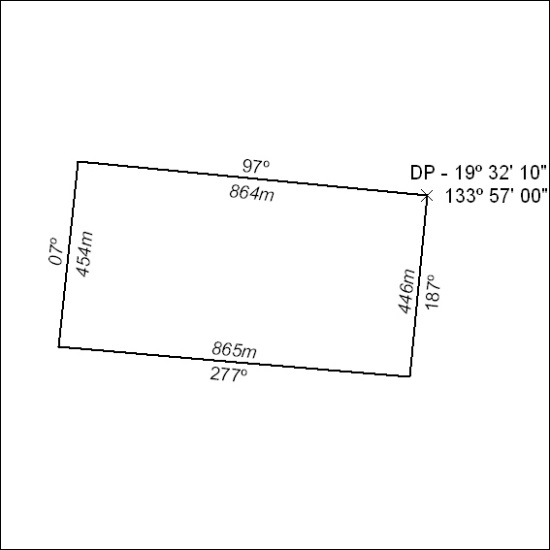 97º
864m
DP - 19º 32' 10"
133º 57' 00"
07º
454m
446m
187º
865m
277º